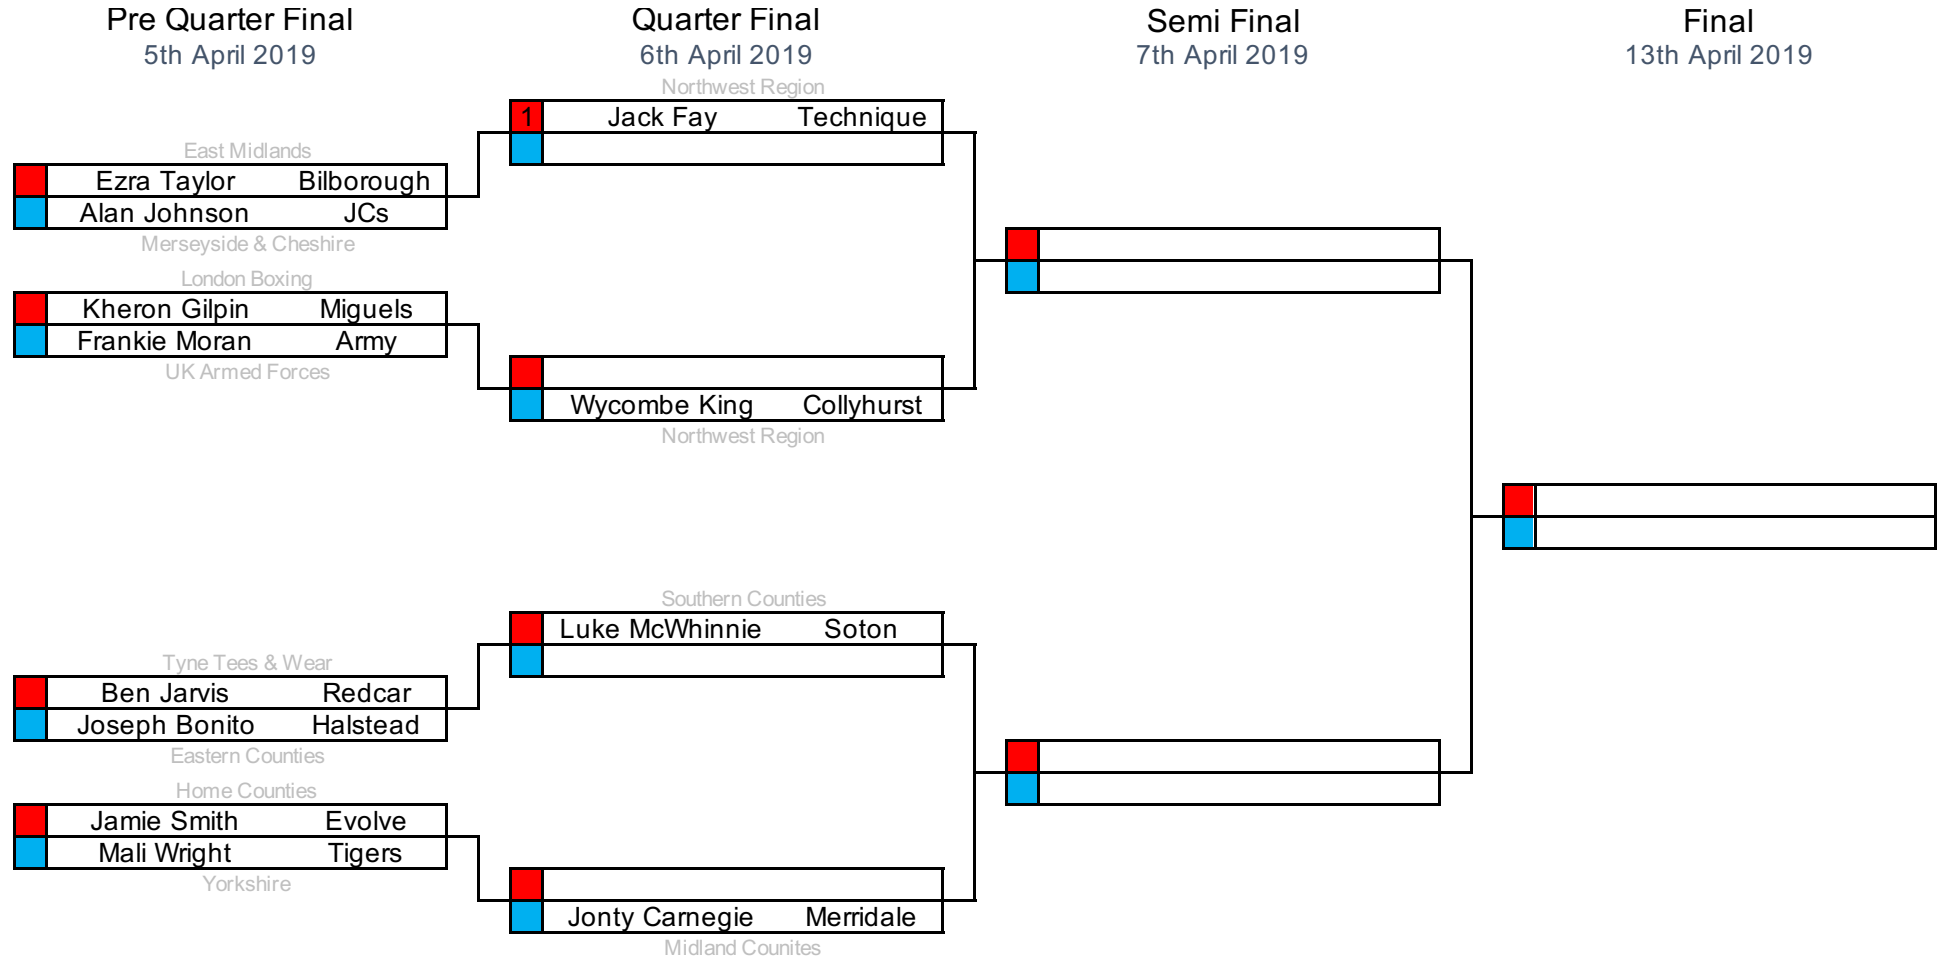 Pre Quarter Final Quarter Final Semi Final Final
5th April 2019 6th April 2019 7th April 2019 13th April 2019
Northwest Region
1 Jack Fay Technique
East Midlands
Ezra Taylor Bilborough
Alan Johnson JCs
Merseyside & Cheshire
London Boxing
Kheron Gilpin Miguels
Frankie Moran Army
UK Armed Forces
Wycombe King Collyhurst
Northwest Region
Southern Counties
Luke McWhinnie Soton
Tyne Tees & Wear
Ben Jarvis Redcar
Joseph Bonito Halstead
Eastern Counties
Home Counties
Jamie Smith Evolve
Mali Wright Tigers
Yorkshire
Jonty Carnegie Merridale
Midland Counites